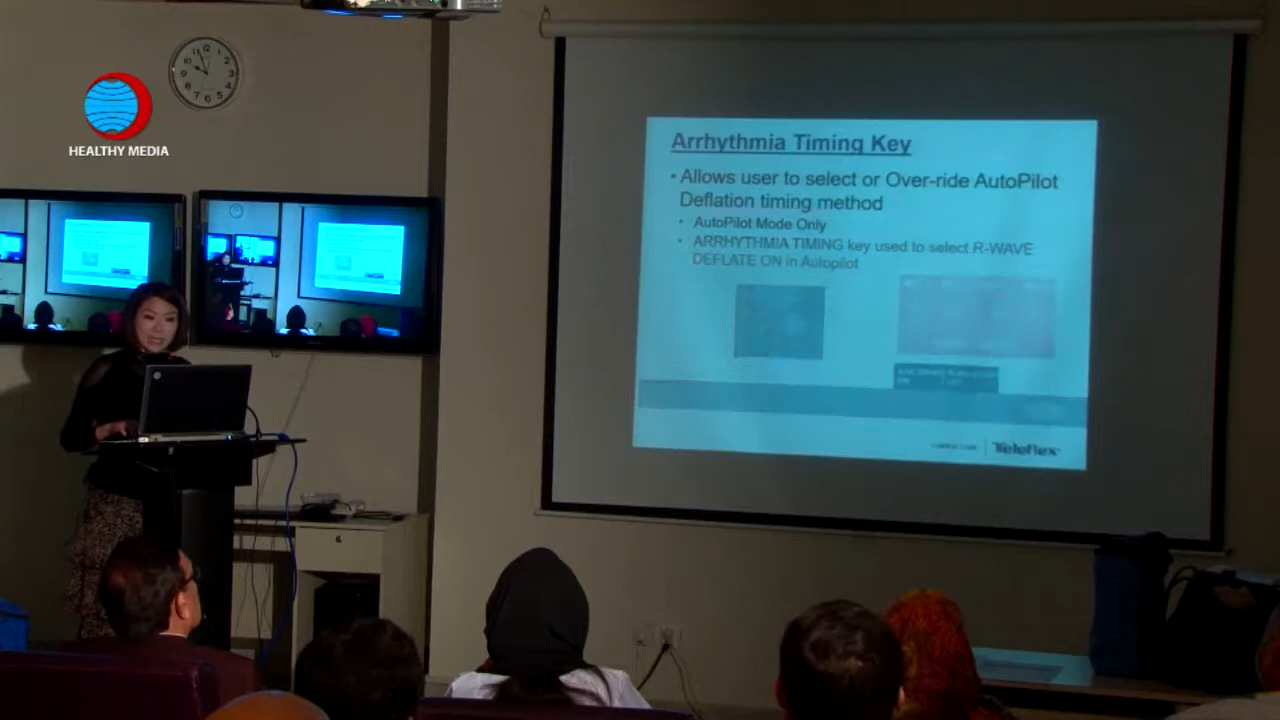 HEALTHY MEDIA
Arrhythmia Timing Key
• Allows user to select or Over-ride AutoPilot
Deflation timing method
• AutoPilot Mode Only
• ARRHYTHMIA TIMING key used to select R-WAVE
DEFLATE ON in Autopilot
Teleflex